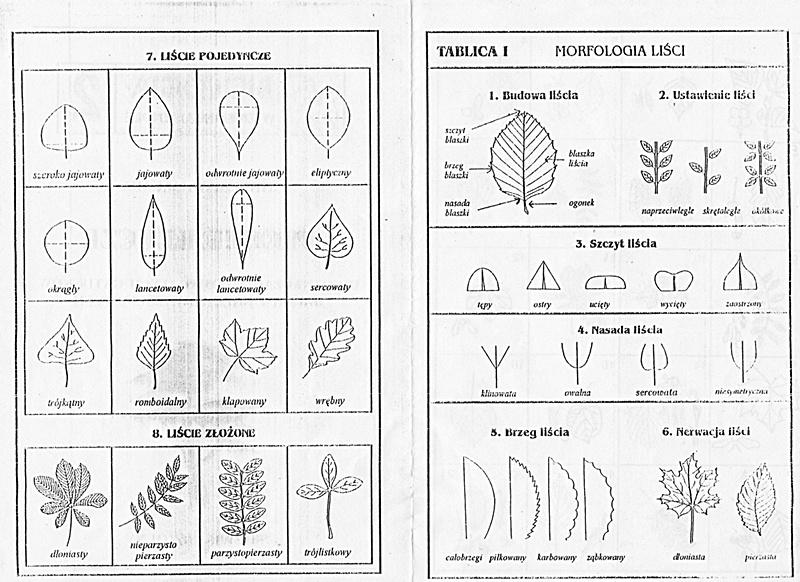 7. LIŚCIE POJEDYNCZE
szeroko jajowaty
jajowaty
odwrotnie jajowaty
eliptyczny
okrągły
lancetowaty
odwrotnie
lancetowaty
sercowaty
trójkątny
romboidalny
klapowany
wrębny
8. LIŚCIE ZŁOŻONE
dłoniasty
nieparzysto
pierzasty
parzystopierzasty
trójlistkowy
TABLICA I MORFOLOGIA LIŚCI
1. Budowa liścia
szczyt
blaszki
brzeg
blaszki
nasada
blaszki
blaszka
liścia
ogonek
2. Ustawienie liści
naprzeciwległe
skrętoległe
okółkowe
3. Szczyt liścia
tępy
ostry
ucięty
wycięty
zaostrzony
4. Nasada liścia
klinowata
owalna
sercowata
niesymetryczna
5. Brzeg liścia
całobrzegi
piłkowany
karbowany
ząbkowany
6. Nerwacja liści
dłoniasta
pierzasta